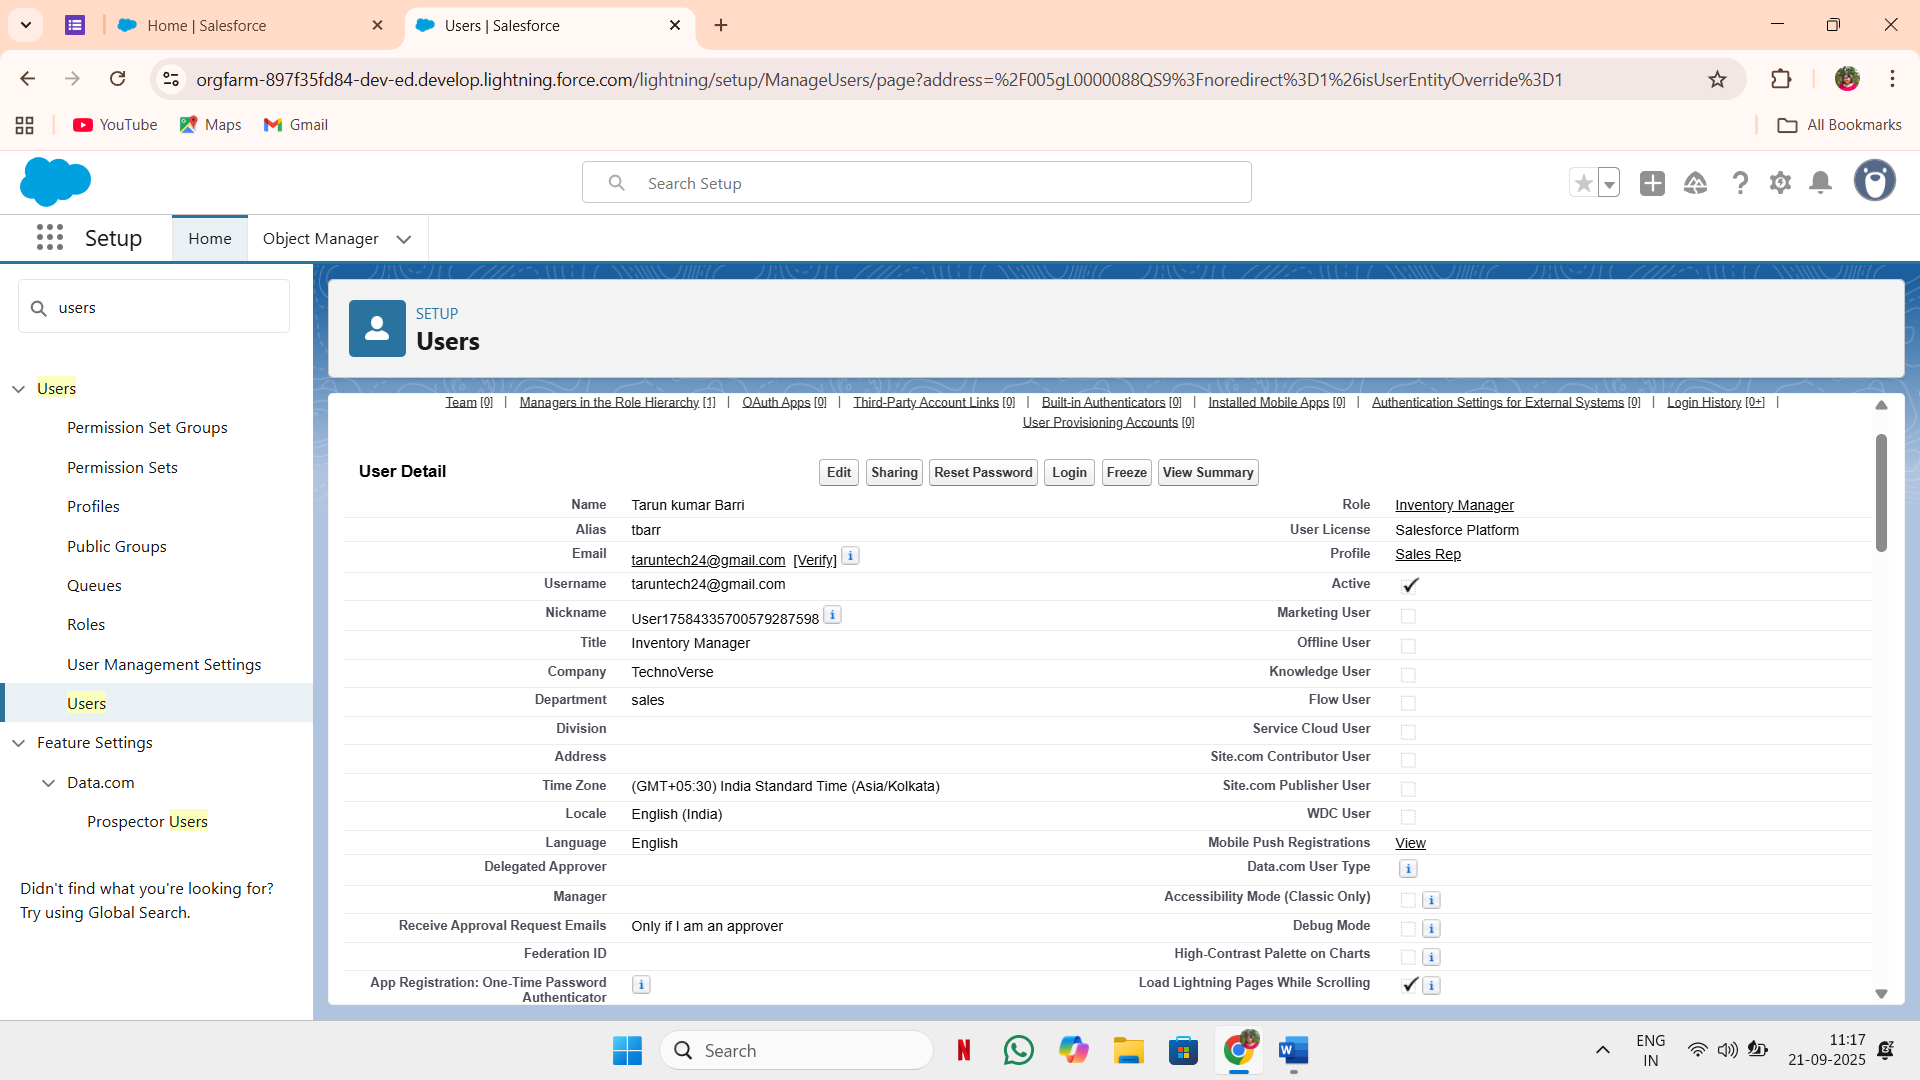 Home | Salesforce
Users | Salesforce
orgfarm-897f35fd84-dev-ed.develop.lightning.force.com/lightning/setup/ManageUsers/page?address=%2F005gL0000088QS9%3Fnoredirect%3D1%26isUserEntityOverride%3D1
YouTube
Maps
Gmail
All Bookmarks
Search Setup
Setup
Home
Object Manager
users
Users
Permission Set Groups
Permission Sets
Profiles
Public Groups
Queues
Roles
User Management Settings
Users
Feature Settings
Data.com
Prospector Users
Didn't find what you're looking for?
Try using Global Search.
SETUP
Users
Team [0] | Managers in the Role Hierarchy [1] | OAuth Apps [0] | Third-Party Account Links [0] | Built-in Authenticators [0] | Installed Mobile Apps [0] | Authentication Settings for External Systems [0] | Login History [0+] |
User Provisioning Accounts [0]
User Detail
Edit Sharing Reset Password Login Freeze View Summary
Name Tarun kumar Barri Role Inventory Manager
Alias tbarr User License Salesforce Platform
Email taruntech24@gmail.com [Verify] i Profile Sales Rep
Username taruntech24@gmail.com Active
Nickname User17584335700579287598 i Marketing User
Title Inventory Manager Offline User
Company TechnoVerse Knowledge User
Department sales Flow User
Division Service Cloud User
Address Site.com Contributor User
Time Zone (GMT+05:30) India Standard Time (Asia/Kolkata) Site.com Publisher User
Locale English (India) WDC User
Language English Mobile Push Registrations View
Delegated Approver Data.com User Type i
Manager Accessibility Mode (Classic Only) i
Receive Approval Request Emails Only if I am an approver Debug Mode i
Federation ID High-Contrast Palette on Charts i
App Registration: One-Time Password i Load Lightning Pages While Scrolling i
Authenticator
Search
N
W
ENG
IN
11:17
21-09-2025